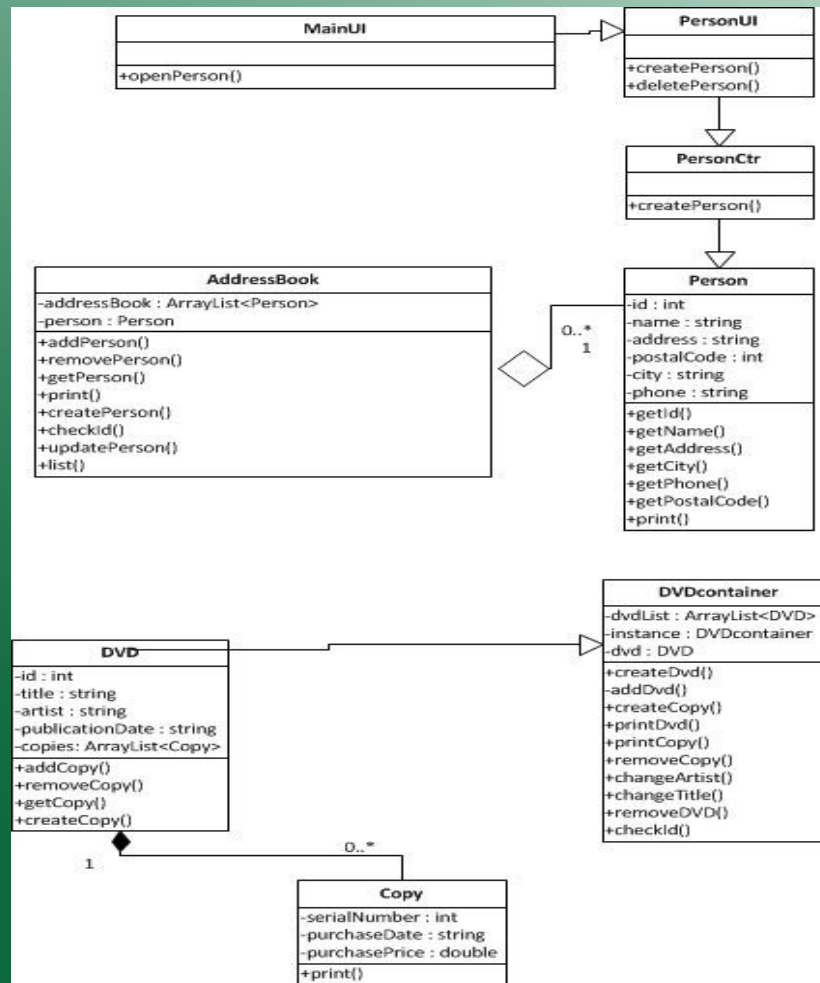 MainUI
+openPerson()
PersonUI
+createPerson()
+deletePerson()
PersonCtr
+createPerson()
AddressBook
-addressBook : ArrayList<Person>
-person : Person
+addPerson()
+removePerson()
+getPerson()
+print()
+createPerson()
+checkId()
+updatePerson()
+list()
0..*
1
Person
-id : int
-name : string
-address : string
-postalCode : int
-city : string
-phone : string
+getId()
+getName()
+getAddress()
+getCity()
+getPhone()
+getPostalCode()
+print()
DVDcontainer
-dvdList : ArrayList<DVD>
-instance : DVDcontainer
-dvd : DVD
+createDvd()
-addDvd()
+createCopy()
+printDvd()
+printCopy()
+removeCopy()
+changeArtist()
+changeTitle()
+removeDVD()
+checkId()
DVD
-id : int
-title : string
-artist : string
-publicationDate : string
-copies: ArrayList<Copy>
+addCopy()
+removeCopy()
+getCopy()
+createCopy()
1
0..*
Copy
-serialNumber : int
-purchaseDate : string
-purchasePrice : double
+print()